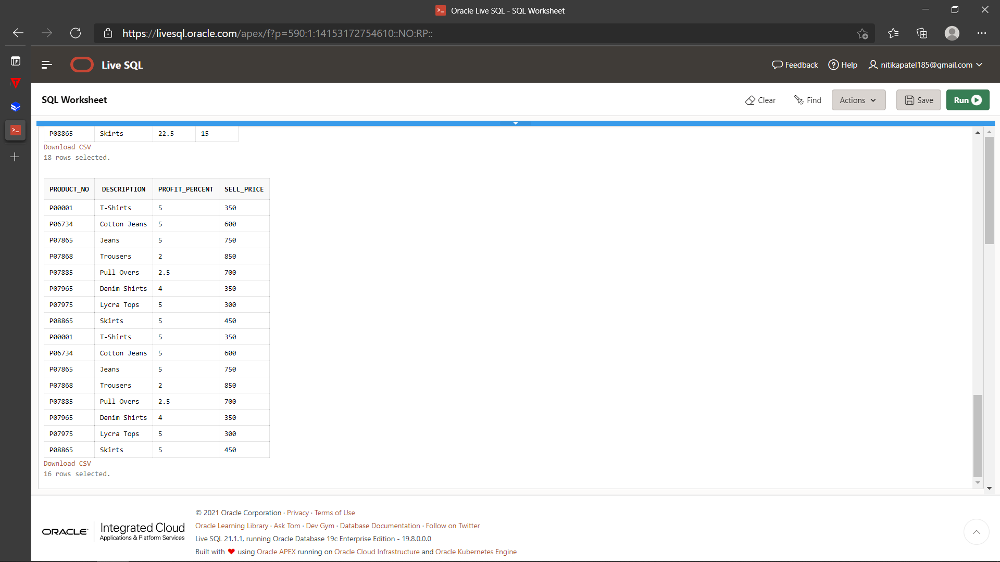 Oracle Live SQL - SQL Worksheet
https://livesql.oracle.com/apex/f?p=590:1:14153172754610::NO:RP::
Live SQL
Feedback
Help
nitikapatel185@gmail.com
SQL Worksheet
Clear
Find
Actions
Save
Run
P08865 Skirts 22.5 15
Download CSV
18 rows selected.
PRODUCT_NO DESCRIPTION PROFIT_PERCENT SELL_PRICE
P00001 T-Shirts 5 350
P06734 Cotton Jeans 5 600
P07865 Jeans 5 750
P07868 Trousers 2 850
P07885 Pull Overs 2.5 700
P07965 Denim Shirts 4 350
P07975 Lycra Tops 5 300
P08865 Skirts 5 450
P00001 T-Shirts 5 350
P06734 Cotton Jeans 5 600
P07865 Jeans 5 750
P07868 Trousers 2 850
P07885 Pull Overs 2.5 700
P07965 Denim Shirts 4 350
P07975 Lycra Tops 5 300
P08865 Skirts 5 450
Download CSV
16 rows selected.
ORACLE
Integrated Cloud
Applications & Platform Services
© 2021 Oracle Corporation · Privacy · Terms of Use
Oracle Learning Library · Ask Tom · Dev Gym · Database Documentation · Follow on Twitter
Live SQL 21.1.1, running Oracle Database 19c Enterprise Edition - 19.8.0.0.0
Built with ❤ using Oracle APEX running on Oracle Cloud Infrastructure and Oracle Kubernetes Engine